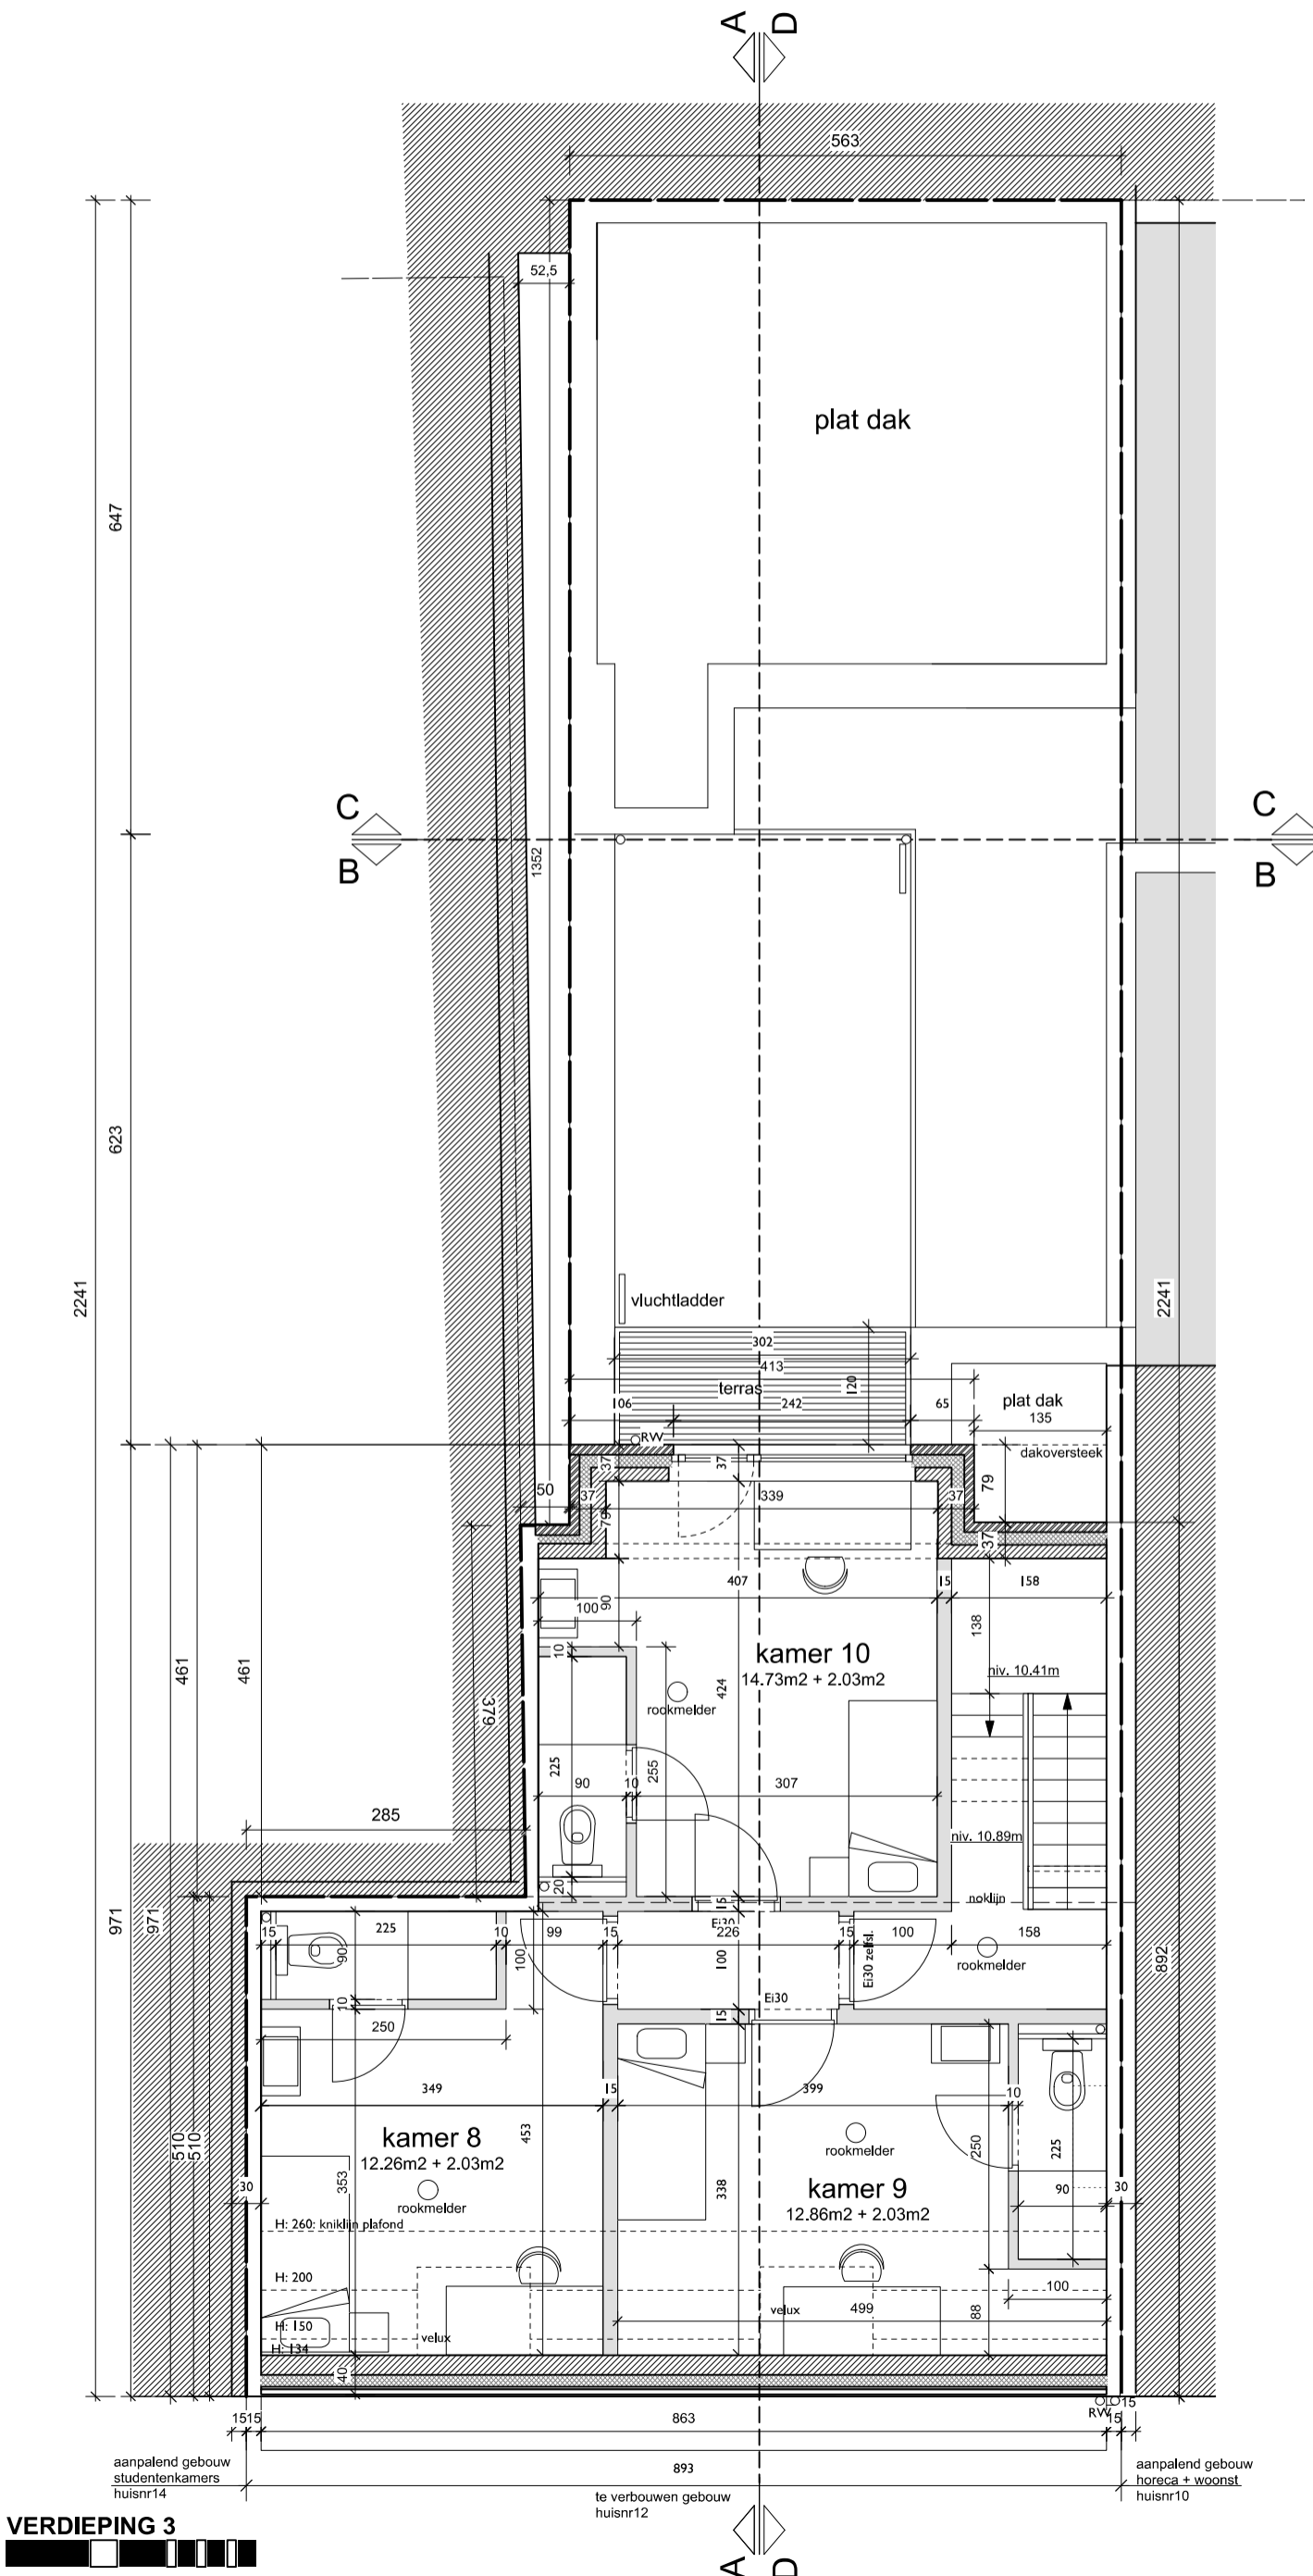 A
D
563
52,5
plat dak
647
C
C
B
B
1352
623
2241
2241
vluchtladder
302
413
terras
120
106
242
65
plat dak
135
RW
dakoversteek
37
37
79
50
37
339
37
79
37
407
15
158
100
90
138
10
kamer 10
14.73m2 + 2.03m2
niv. 10.41m
461
461
379
424
rookmelder
225
255
90
10
307
285
niv. 10.89m
20
noklijn
15
971
971
Ei30
15
225
10
99
15
226
15
100
158
90
100
100
Ei30 zelfsl.
rookmelder
892
10
Ei30
15
250
349
15
399
10
kamer 8
12.26m2 + 2.03m2
453
rookmelder
250
225
510
510
353
338
kamer 9
12.86m2 + 2.03m2
30
90
30
rookmelder
H: 260: kniklijn plafond
H: 200
100
velux
499
88
H: 150
velux
H: 134
40
RW
15
1515
863
15
893
aanpalend gebouw
studentenkamers
huisnr14
te verbouwen gebouw
huisnr12
aanpalend gebouw
horeca + woonst
huisnr10
VERDIEPING 3
A
D